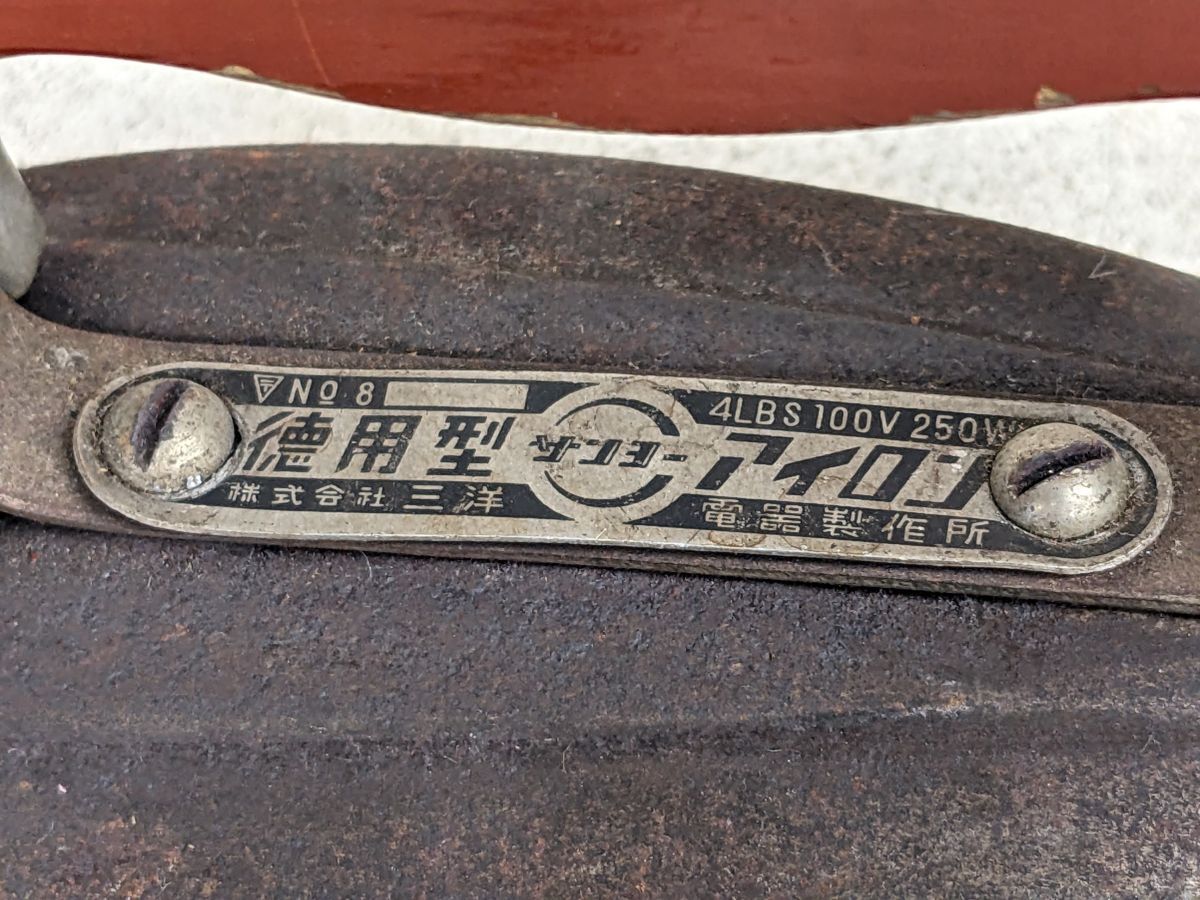 〒 No 8 4LBS 100V 250W
徳用型 サンヨー アイロン
株式会社三洋電器製作所